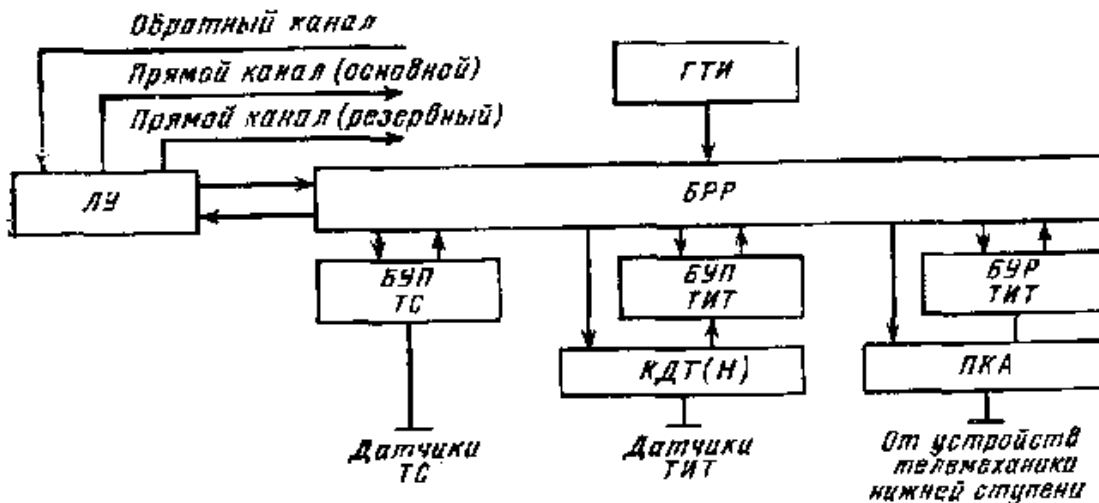 Обратный канал
Прямой канал (основной)
Прямой канал (резервный)
ГТИ
ЛУ
БРР
БУП
ТС
БУП
ТИТ
БУР
ТИТ
КДТ(Н)
ПКА
Датчики
ТС
Датчики
ТИТ
От устройств
телемеханика
нижней ступени